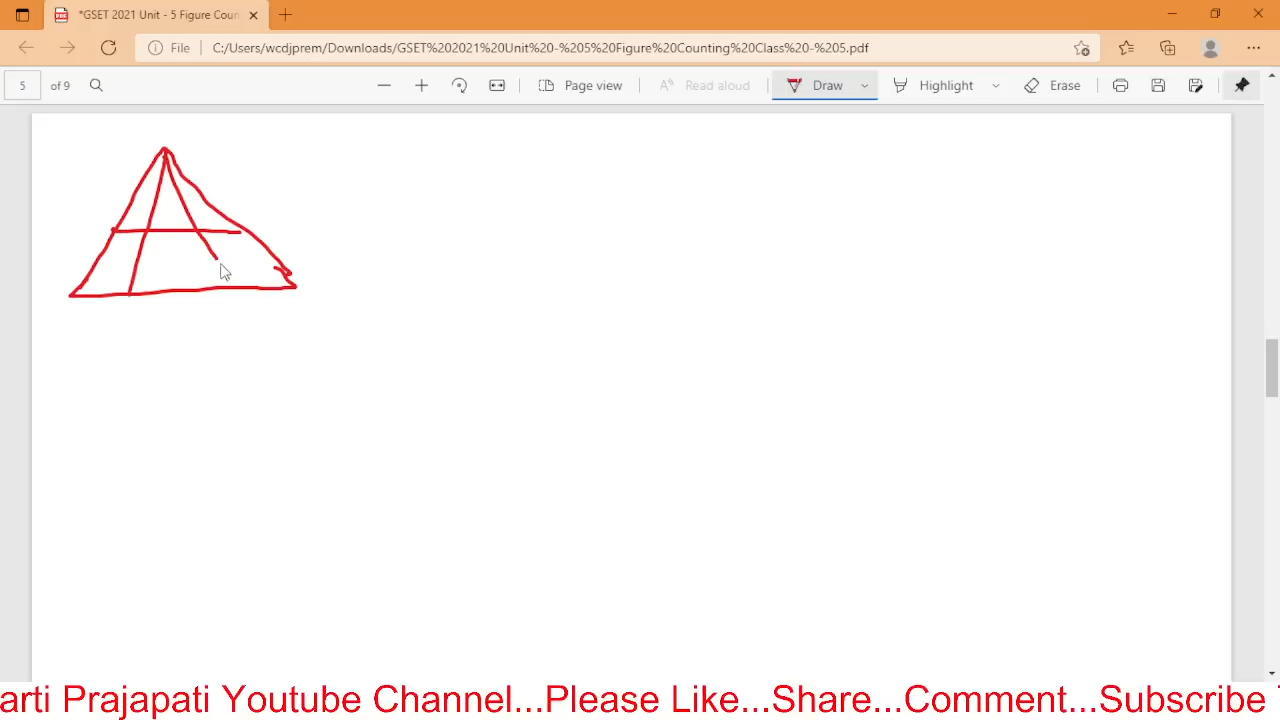 *GSET 2021 Unit - 5 Figure Coun
File C:/Users/wcdjprem/Downloads/GSET%202021%20Unit%20-%205%20Figure%20Counting%20Class%20-%205.pdf
5 of 9 Page view Read aloud Draw Highlight Erase
arti Prajapati Youtube Channel...Please Like...Share...Comment...Subscribe